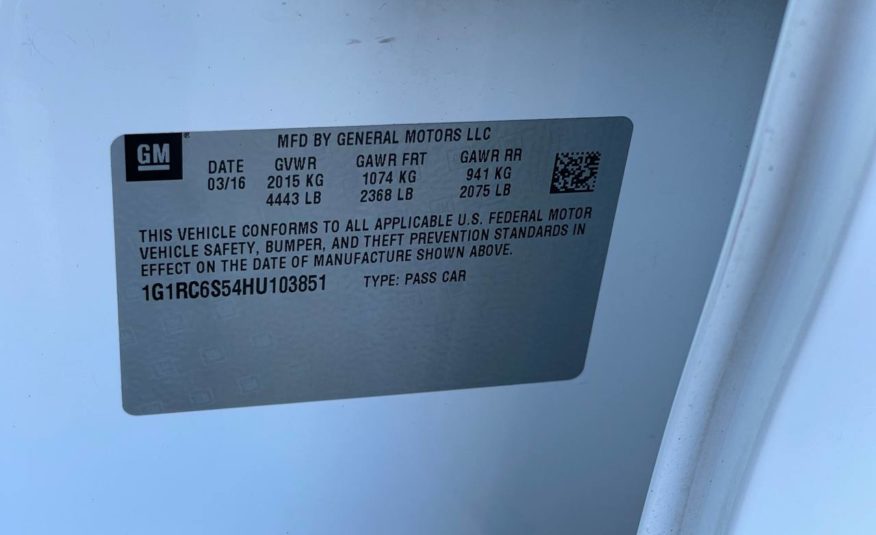 MFD BY GENERAL MOTORS LLC
GM
DATE GVWR GAWR FRT GAWR RR
03/16 2015 KG 1074 KG 941 KG
4443 LB 2368 LB 2075 LB
THIS VEHICLE CONFORMS TO ALL APPLICABLE U.S. FEDERAL MOTOR
VEHICLE SAFETY, BUMPER, AND THEFT PREVENTION STANDARDS IN
EFFECT ON THE DATE OF MANUFACTURE SHOWN ABOVE.
1G1RC6S54HU103851 TYPE: PASS CAR